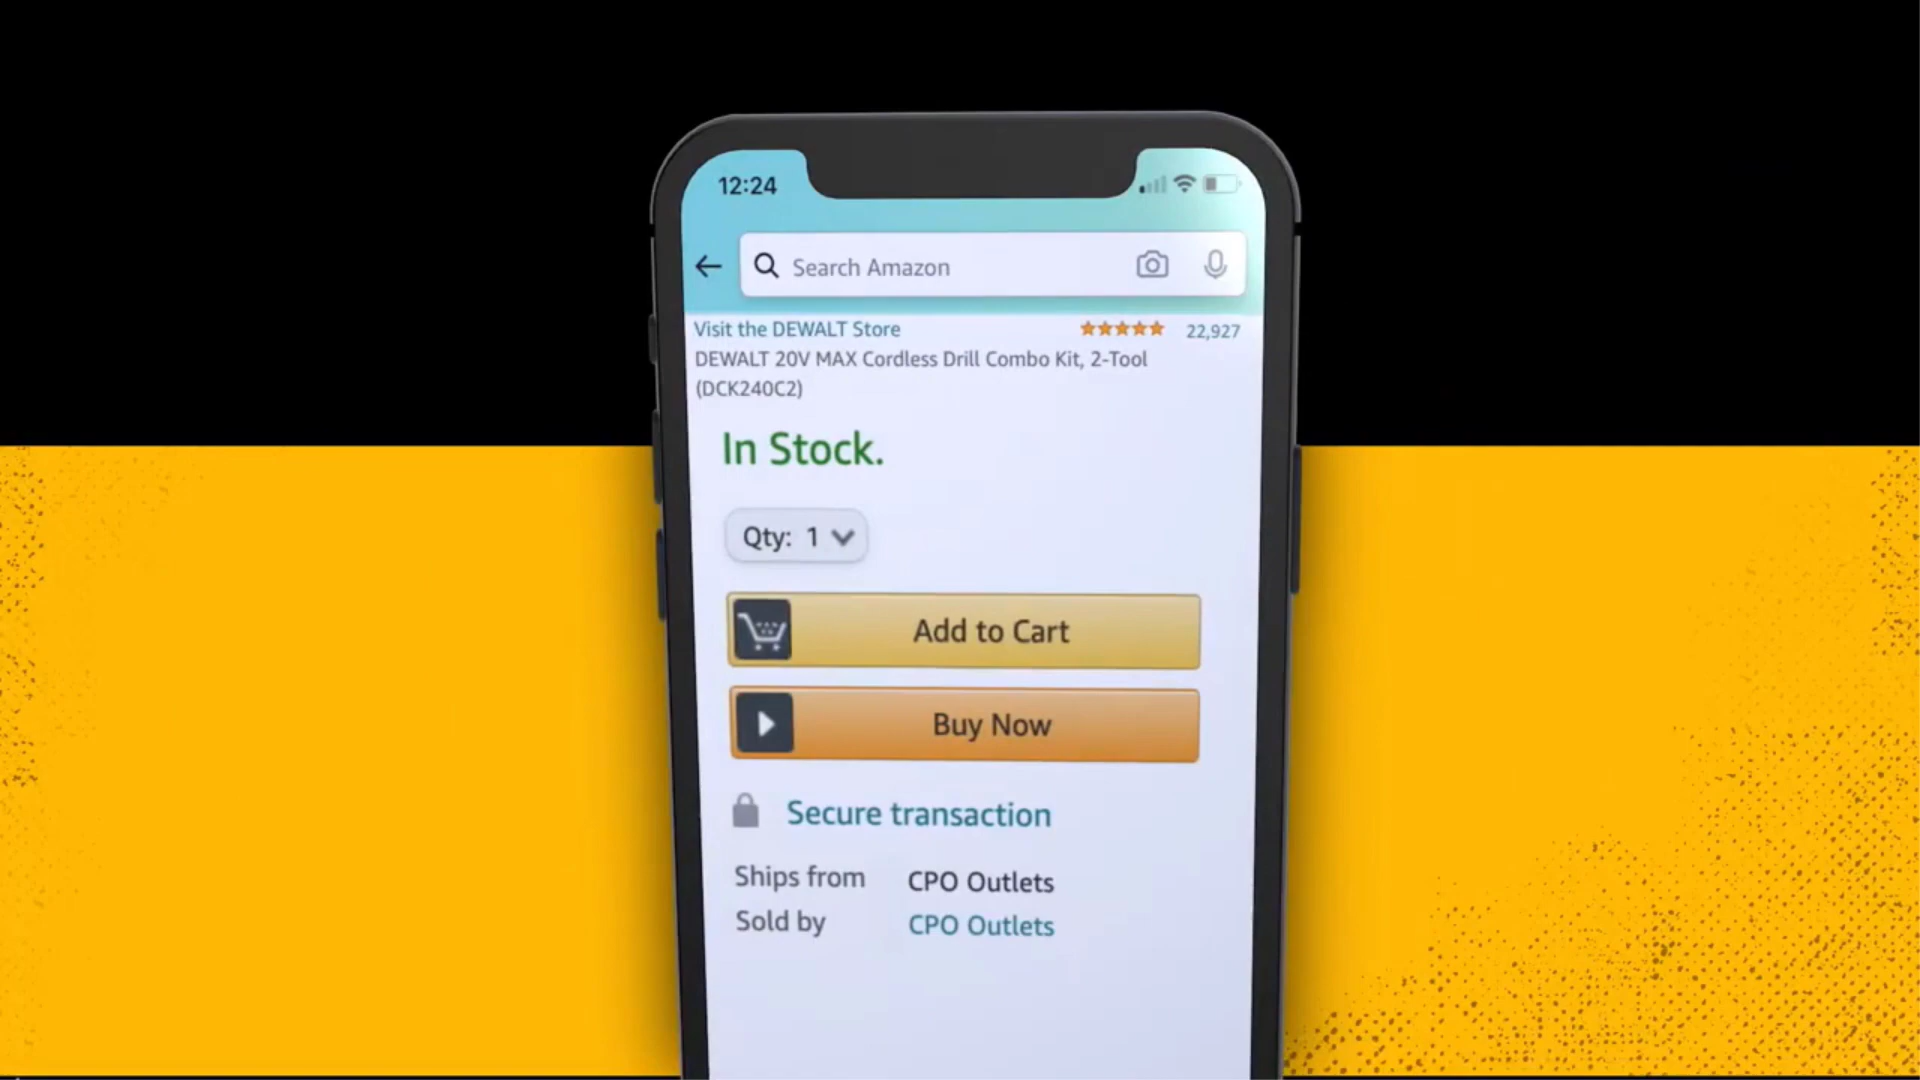 12:24
Search Amazon
Visit the DEWALT Store 22,927
DEWALT 20V MAX Cordless Drill Combo Kit, 2-Tool
(DCK240C2)
In Stock.
Qty: 1
Add to Cart
Buy Now
Secure transaction
Ships from CPO Outlets
Sold by CPO Outlets